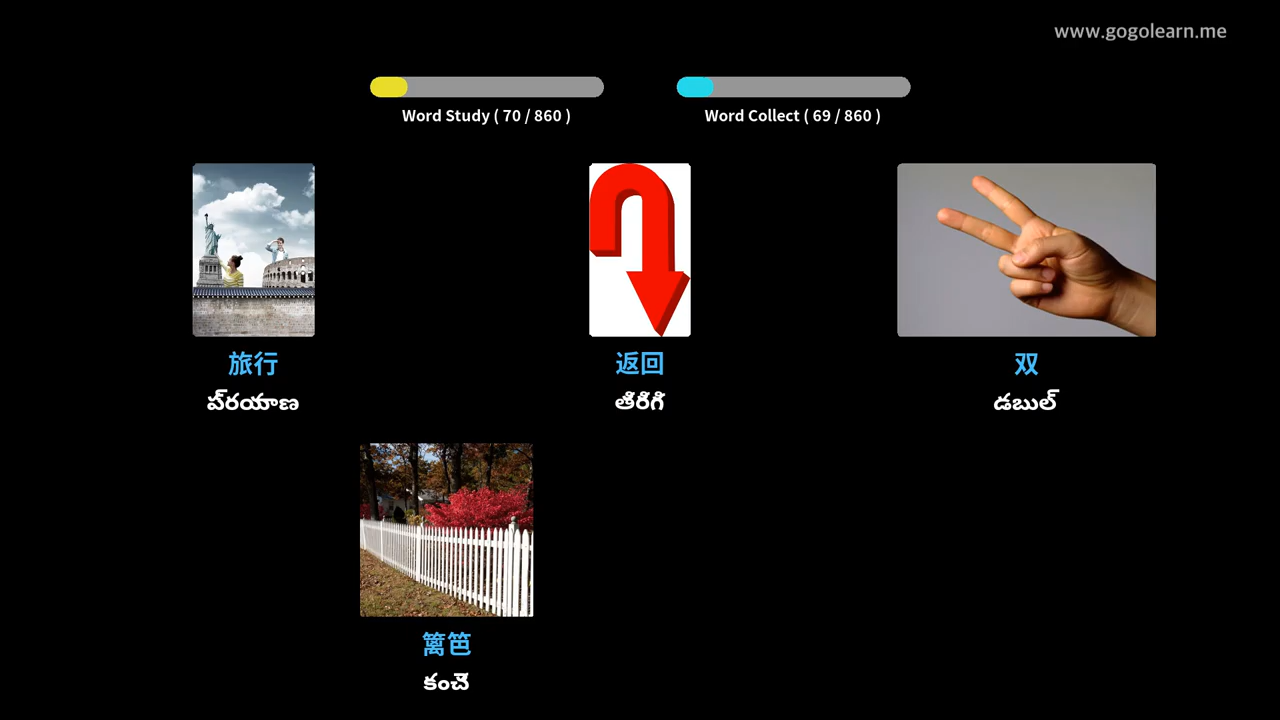 www.gogolearn.me
Word Study ( 70 / 860 )
Word Collect ( 69 / 860 )
旅行
ప్రయాణ
返回
తిరిగి
双
డబుల్
篱笆
కంచె